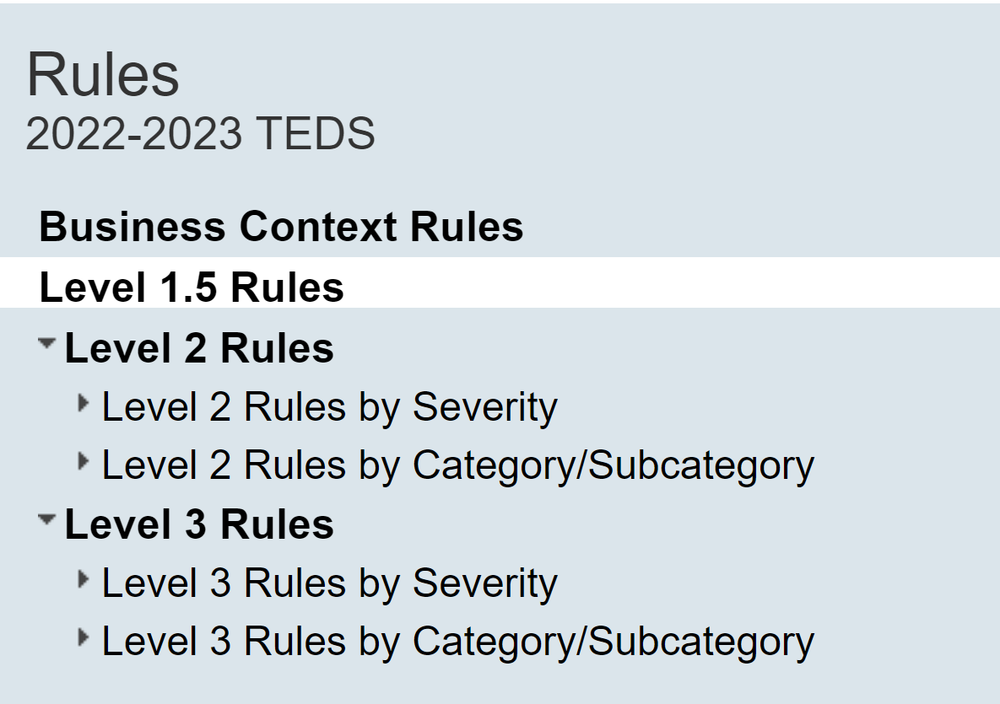 Rules
2022-2023 TEDS
Business Context Rules
Level 1.5 Rules
Level 2 Rules
Level 2 Rules by Severity
Level 2 Rules by Category/Subcategory
Level 3 Rules
Level 3 Rules by Severity
Level 3 Rules by Category/Subcategory